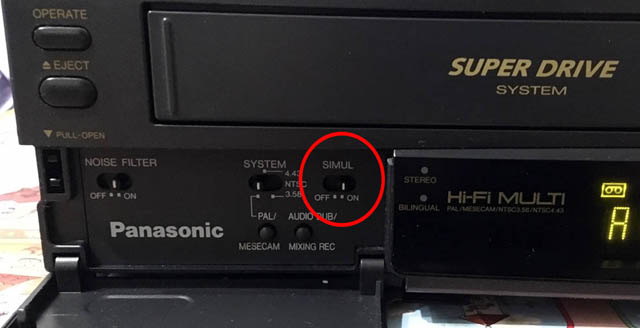 OPERATE
▲ EJECT
SUPER DRIVE
SYSTEM
▼ PULL-OPEN
NOISE FILTER
OFF ON
SYSTEM
4.43
NTSC
3.58
PAL/
MESECAM
SIMUL
OFF ON
AUDIO DUB/
MIXING REC
Panasonic
STEREO
BILINGUAL
Hi-Fi MULTI
PAL/MESECAM/NTSC3.58/NTSC4.43
A